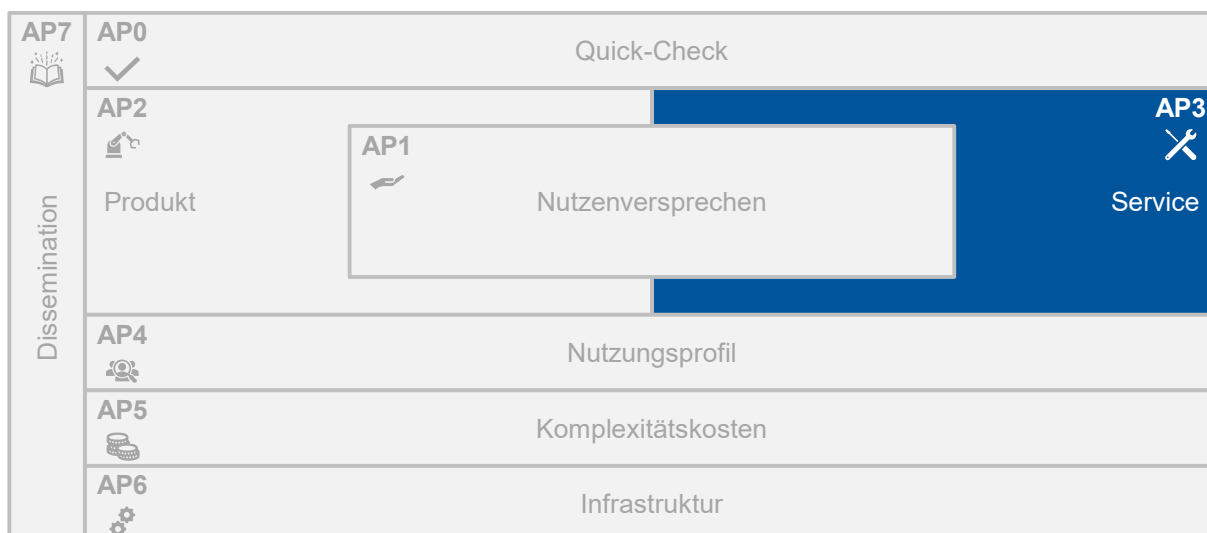 AP7
Dissemination
AP0
Quick-Check
AP2
Produkt
AP1
Nutzenversprechen
AP3
Service
AP4
Nutzungsprofil
AP5
Komplexitätskosten
AP6
Infrastruktur